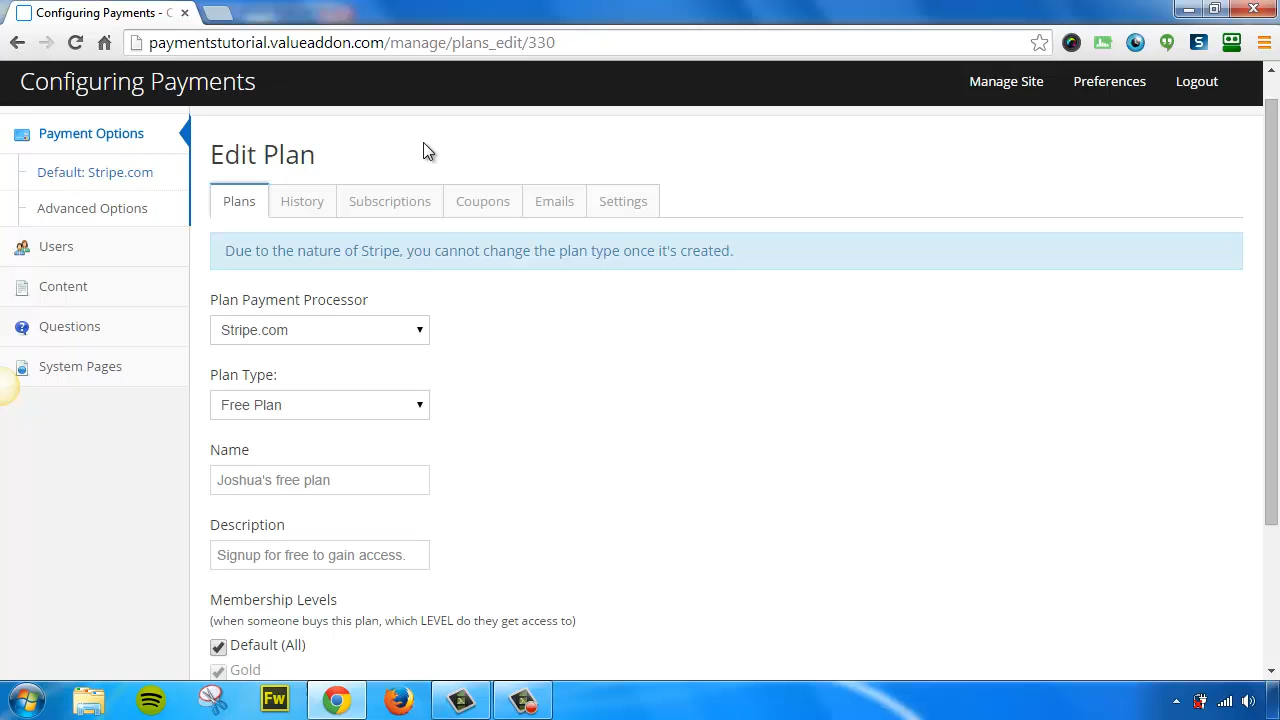 Configuring Payments - C
paymentstutorial.valueaddon.com/manage/plans_edit/330
Configuring Payments
Manage Site
Preferences
Logout
Payment Options
Default: Stripe.com
Advanced Options
Users
Content
Questions
System Pages
Edit Plan
Plans
History
Subscriptions
Coupons
Emails
Settings
Due to the nature of Stripe, you cannot change the plan type once it's created.
Plan Payment Processor
Stripe.com
Plan Type:
Free Plan
Name
Joshua's free plan
Description
Signup for free to gain access.
Membership Levels
(when someone buys this plan, which LEVEL do they get access to)
Default (All)
Gold
Fw